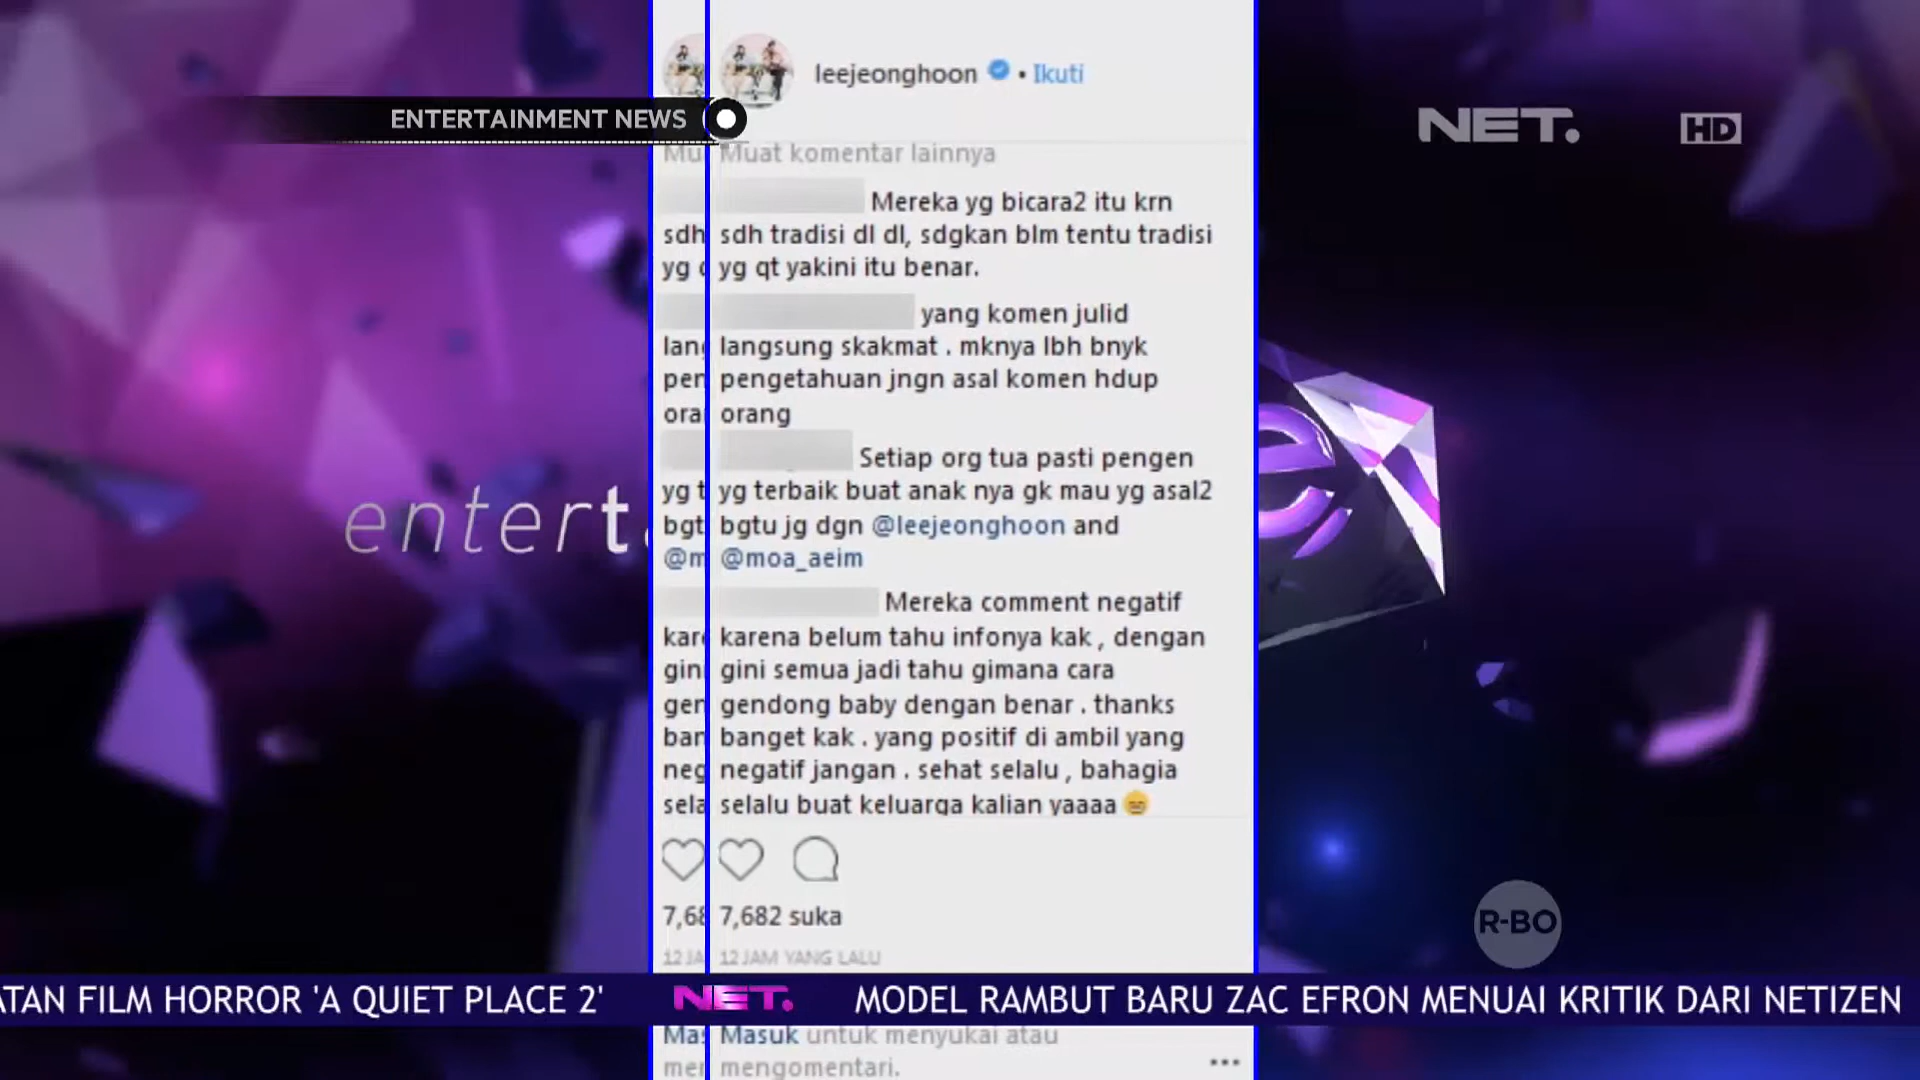 leejeonghoon • Ikuti
ENTERTAINMENT NEWS
NET.
HD
Muat komentar lainnya
Mereka yg bicara2 itu krn
sdh tradisi dl dl, sdgkan blm tentu tradisi
yg qt yakini itu benar.
yang komen julid
langsung skakmat . mknya lbh bnyk
pengetahuan jngn asal komen hdup
orang
Setiap org tua pasti pengen
yg terbaik buat anak nya gk mau yg asal2
bgtu jg dgn @leejeonghoon and
@moa_aeim
Mereka comment negatif
karena belum tahu infonya kak , dengan
gini semua jadi tahu gimana cara
gendong baby dengan benar . thanks
banget kak . yang positif di ambil yang
negatif jangan . sehat selalu , bahagia
selalu buat keluarga kalian yaaaa 😄
7,682 suka
12 JAM YANG LALU
entert
R-BO
ATAN FILM HORROR 'A QUIET PLACE 2' NET. MODEL RAMBUT BARU ZAC EFRON MENUAI KRITIK DARI NETIZEN
Masuk untuk menyukai atau
mengomentari.